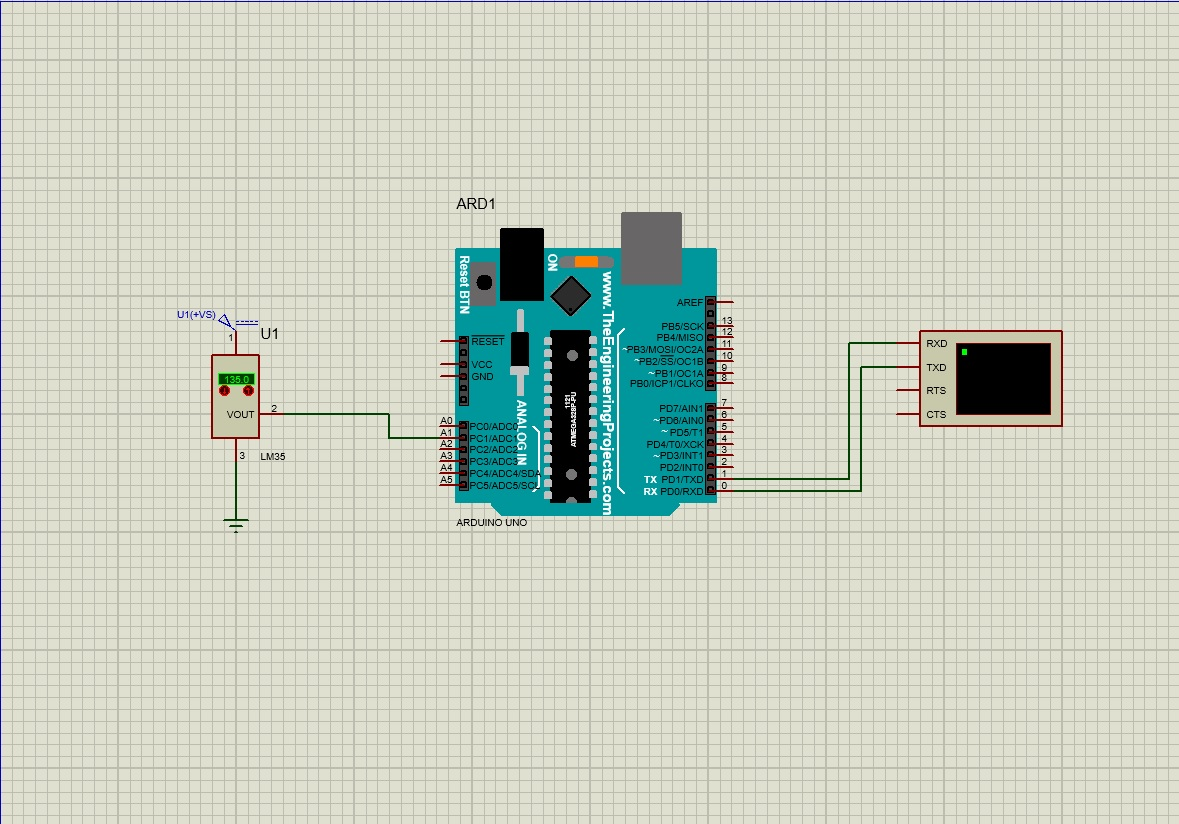 ARD1
Reset BTN
ON
www.TheEngineeringProjects.com
U1(+VS)
U1
1
135.0
VOUT
2
3
LM35
RESET
VCC
GND
ANALOG IN
A0 PC0/ADC0
A1 PC1/ADC1
A2 PC2/ADC2
A3 PC3/ADC3
A4 PC4/ADC4/SDA
A5 PC5/ADC5/SCL
1121
ATMEGA328P-PU
AREF
PB5/SCK 13
PB4/MISO 12
~PB3/MOSI/OC2A 11
~PB2/SS/OC1B 10
~PB1/OC1A 9
PB0/ICP1/CLKO 8
PD7/AIN1 7
~PD6/AIN0 6
~PD5/T1 5
PD4/T0/XCK 4
~PD3/INT1 3
PD2/INT0 2
TX PD1/TXD 1
RX PD0/RXD 0
ARDUINO UNO
RXD
TXD
RTS
CTS